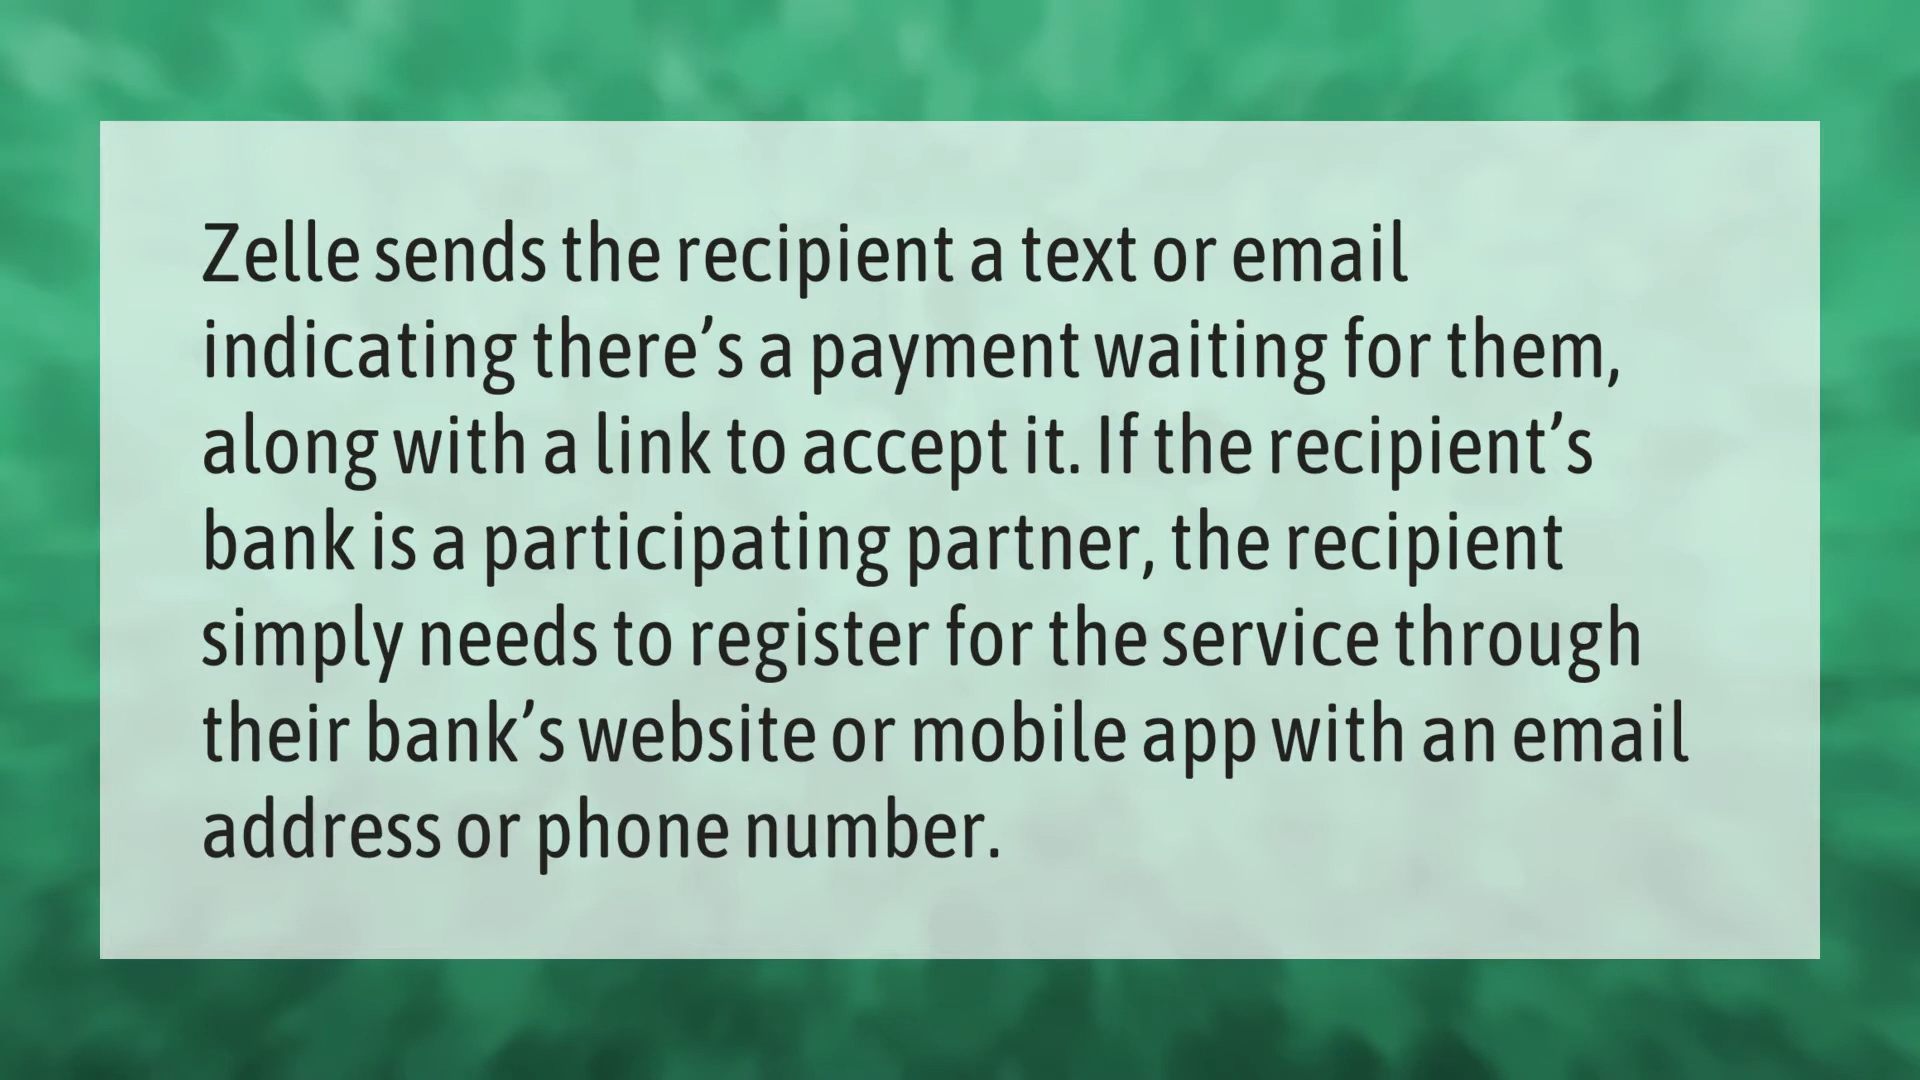 Zelle sends the recipient a text or email
indicating there’s a payment waiting for them,
along with a link to accept it. If the recipient’s
bank is a participating partner, the recipient
simply needs to register for the service through
their bank’s website or mobile app with an email
address or phone number.